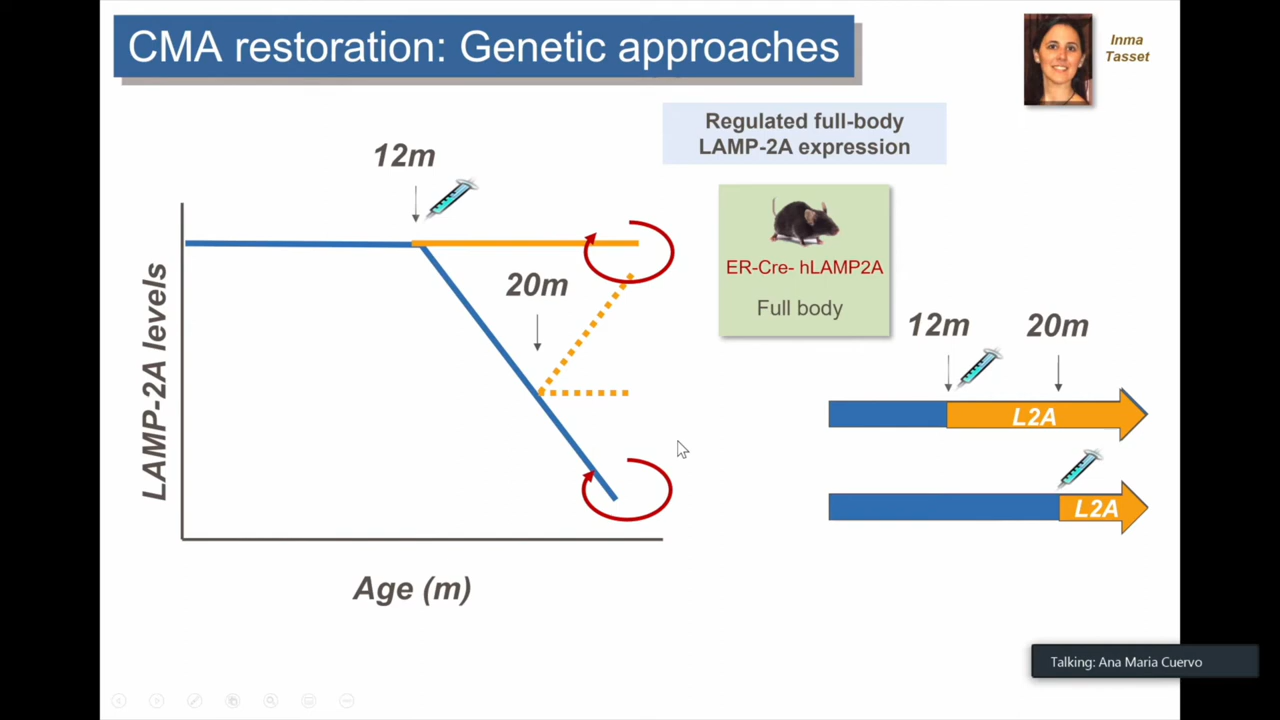 CMA restoration: Genetic approaches
Inma
Tasset
Regulated full-body
LAMP-2A expression
12m
20m
LAMP-2A levels
Age (m)
ER-Cre- hLAMP2A
Full body
12m
20m
L2A
L2A
Talking: Ana Maria Cuervo